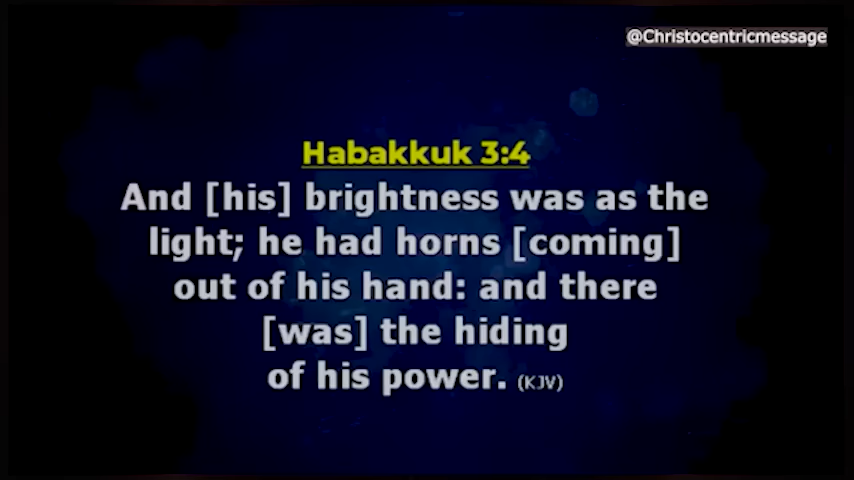 @Christocentricmessage
Habakkuk 3:4
And [his] brightness was as the
light; he had horns [coming]
out of his hand: and there
[was] the hiding
of his power. (KJV)